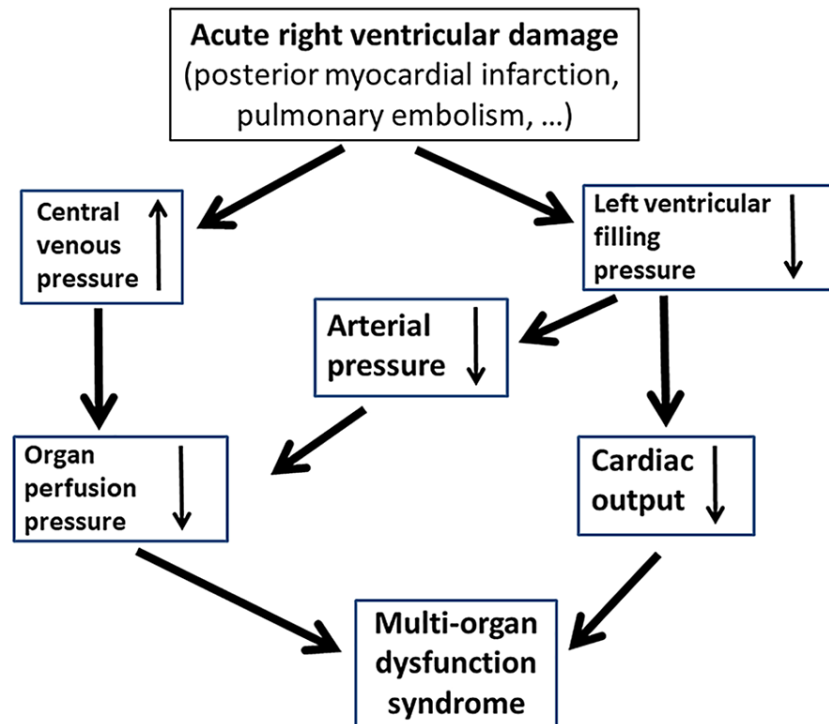 Acute right ventricular damage
(posterior myocardial infarction,
pulmonary embolism, ...)
Central
venous
pressure
Left ventricular
filling
pressure
Arterial
pressure
Organ
perfusion
pressure
Cardiac
output
Multi-organ
dysfunction
syndrome